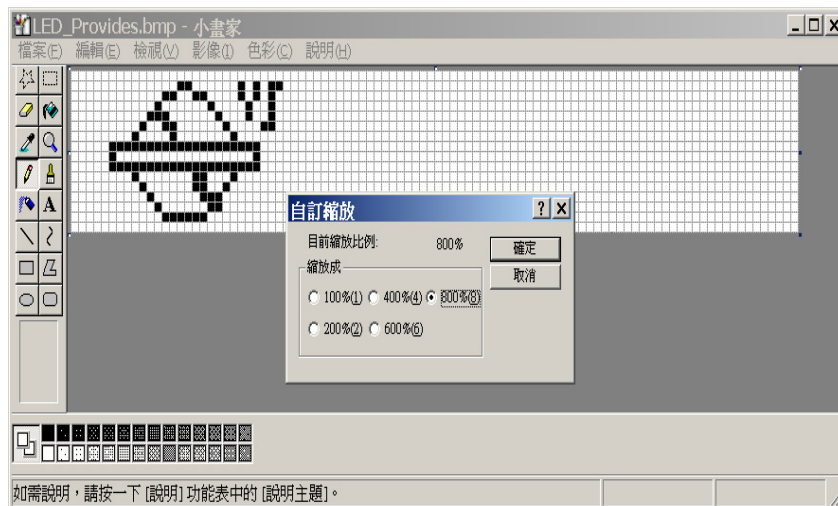 LED_Provides.bmp - 小畫家
檔案(F) 編輯(E) 檢視(V) 影像(I) 色彩(C) 說明(H)
A
自訂縮放
目前縮放比例: 800% 確定
縮放成 取消
100%(1) 400%(4) 800%(8)
200%(2) 600%(6)
如需說明,請按一下 [說明] 功能表中的 [說明主題]。